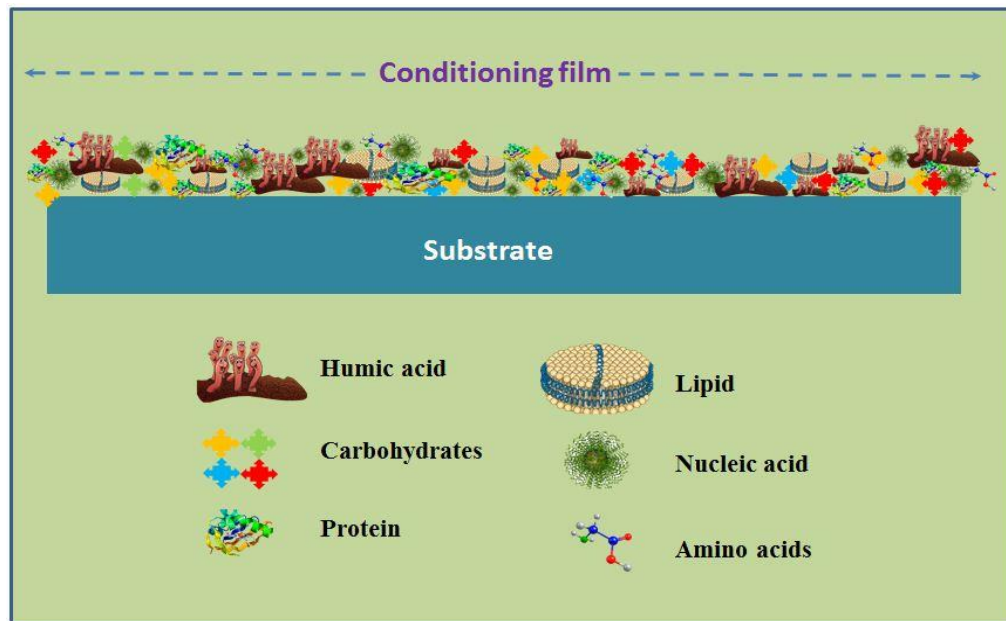 Conditioning film
Substrate
Humic acid
Lipid
Carbohydrates
Nucleic acid
Protein
Amino acids